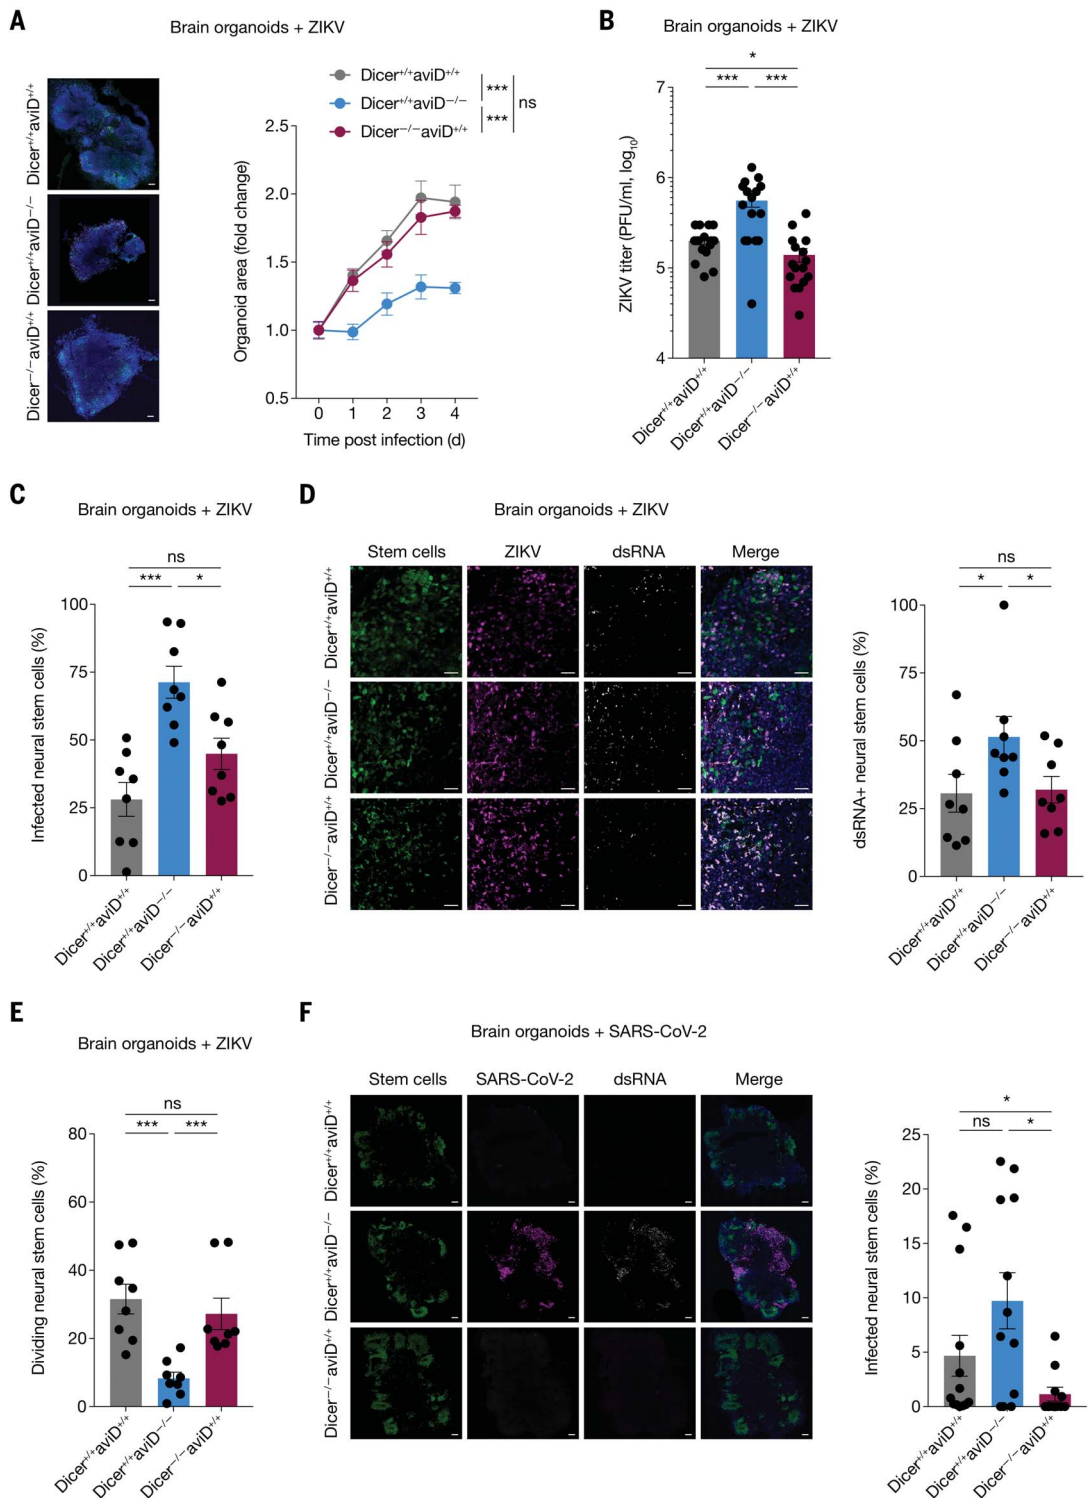 A
Brain organoids + ZIKV
Dicer+/+aviD+/+
Dicer+/+aviD−/−
Dicer−/−aviD+/+
Dicer+/+aviD+/+
Dicer+/+aviD−/−
Dicer−/−aviD+/+
***
***
ns
Organoid area (fold change)
2.5
2.0
1.5
1.0
0.5
0 1 2 3 4
Time post infection (d)
B
Brain organoids + ZIKV
*
*** ***
ZIKV titer (PFU/ml, log10)
7
6
5
4
Dicer+/+aviD+/+
Dicer+/+aviD−/−
Dicer−/−aviD+/+
C
Brain organoids + ZIKV
ns
*** *
Infected neural stem cells (%)
100
75
50
25
0
Dicer+/+aviD+/+
Dicer+/+aviD−/−
Dicer−/−aviD+/+
D
Brain organoids + ZIKV
Stem cells ZIKV dsRNA Merge
Dicer+/+aviD+/+
Dicer+/+aviD−/−
Dicer−/−aviD+/+
ns
* *
dsRNA+ neural stem cells (%)
100
75
50
25
0
Dicer+/+aviD+/+
Dicer+/+aviD−/−
Dicer−/−aviD+/+
E
Brain organoids + ZIKV
ns
*** ***
Dividing neural stem cells (%)
80
60
40
20
0
Dicer+/+aviD+/+
Dicer+/+aviD−/−
Dicer−/−aviD+/+
F
Brain organoids + SARS-CoV-2
Stem cells SARS-CoV-2 dsRNA Merge
Dicer+/+aviD+/+
Dicer+/+aviD−/−
Dicer−/−aviD+/+
*
ns *
Infected neural stem cells (%)
25
20
15
10
5
0
Dicer+/+aviD+/+
Dicer+/+aviD−/−
Dicer−/−aviD+/+